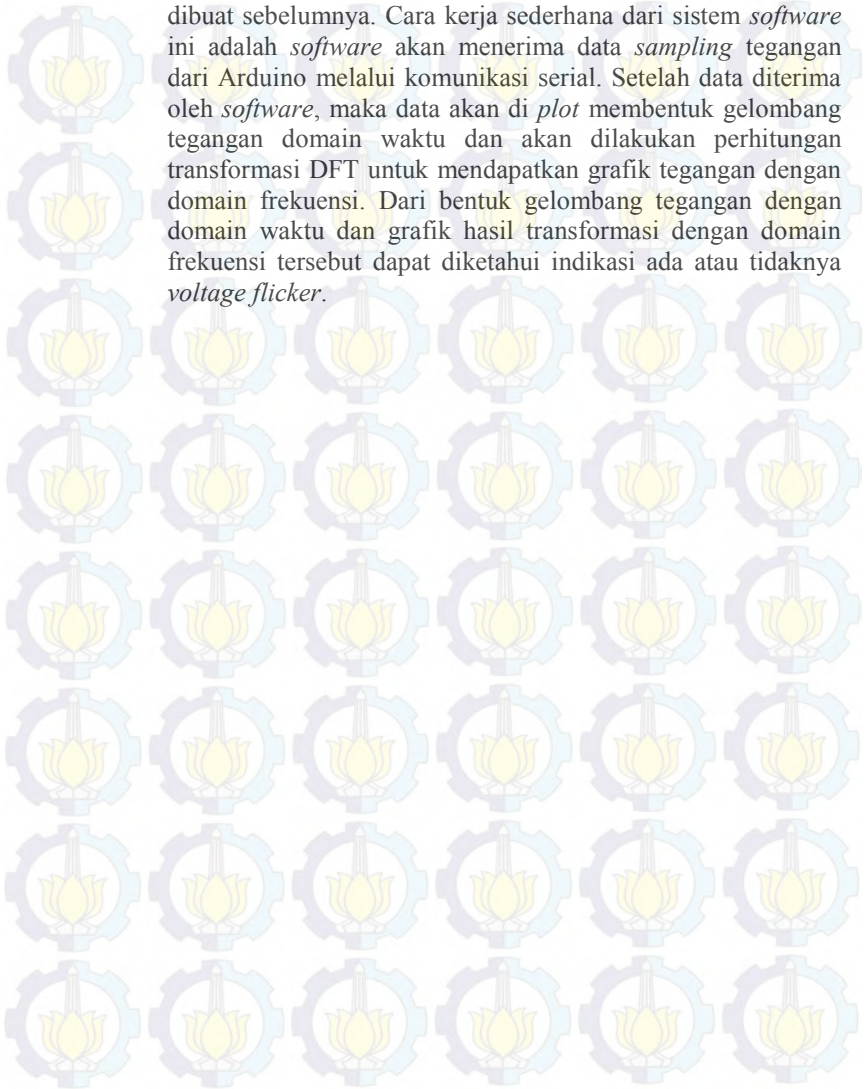 dibuat sebelumnya. Cara kerja sederhana dari sistem software
ini adalah software akan menerima data sampling tegangan
dari Arduino melalui komunikasi serial. Setelah data diterima
oleh software, maka data akan di plot membentuk gelombang
tegangan domain waktu dan akan dilakukan perhitungan
transformasi DFT untuk mendapatkan grafik tegangan dengan
domain frekuensi. Dari bentuk gelombang tegangan dengan
domain waktu dan grafik hasil transformasi dengan domain
frekuensi tersebut dapat diketahui indikasi ada atau tidaknya
voltage flicker.